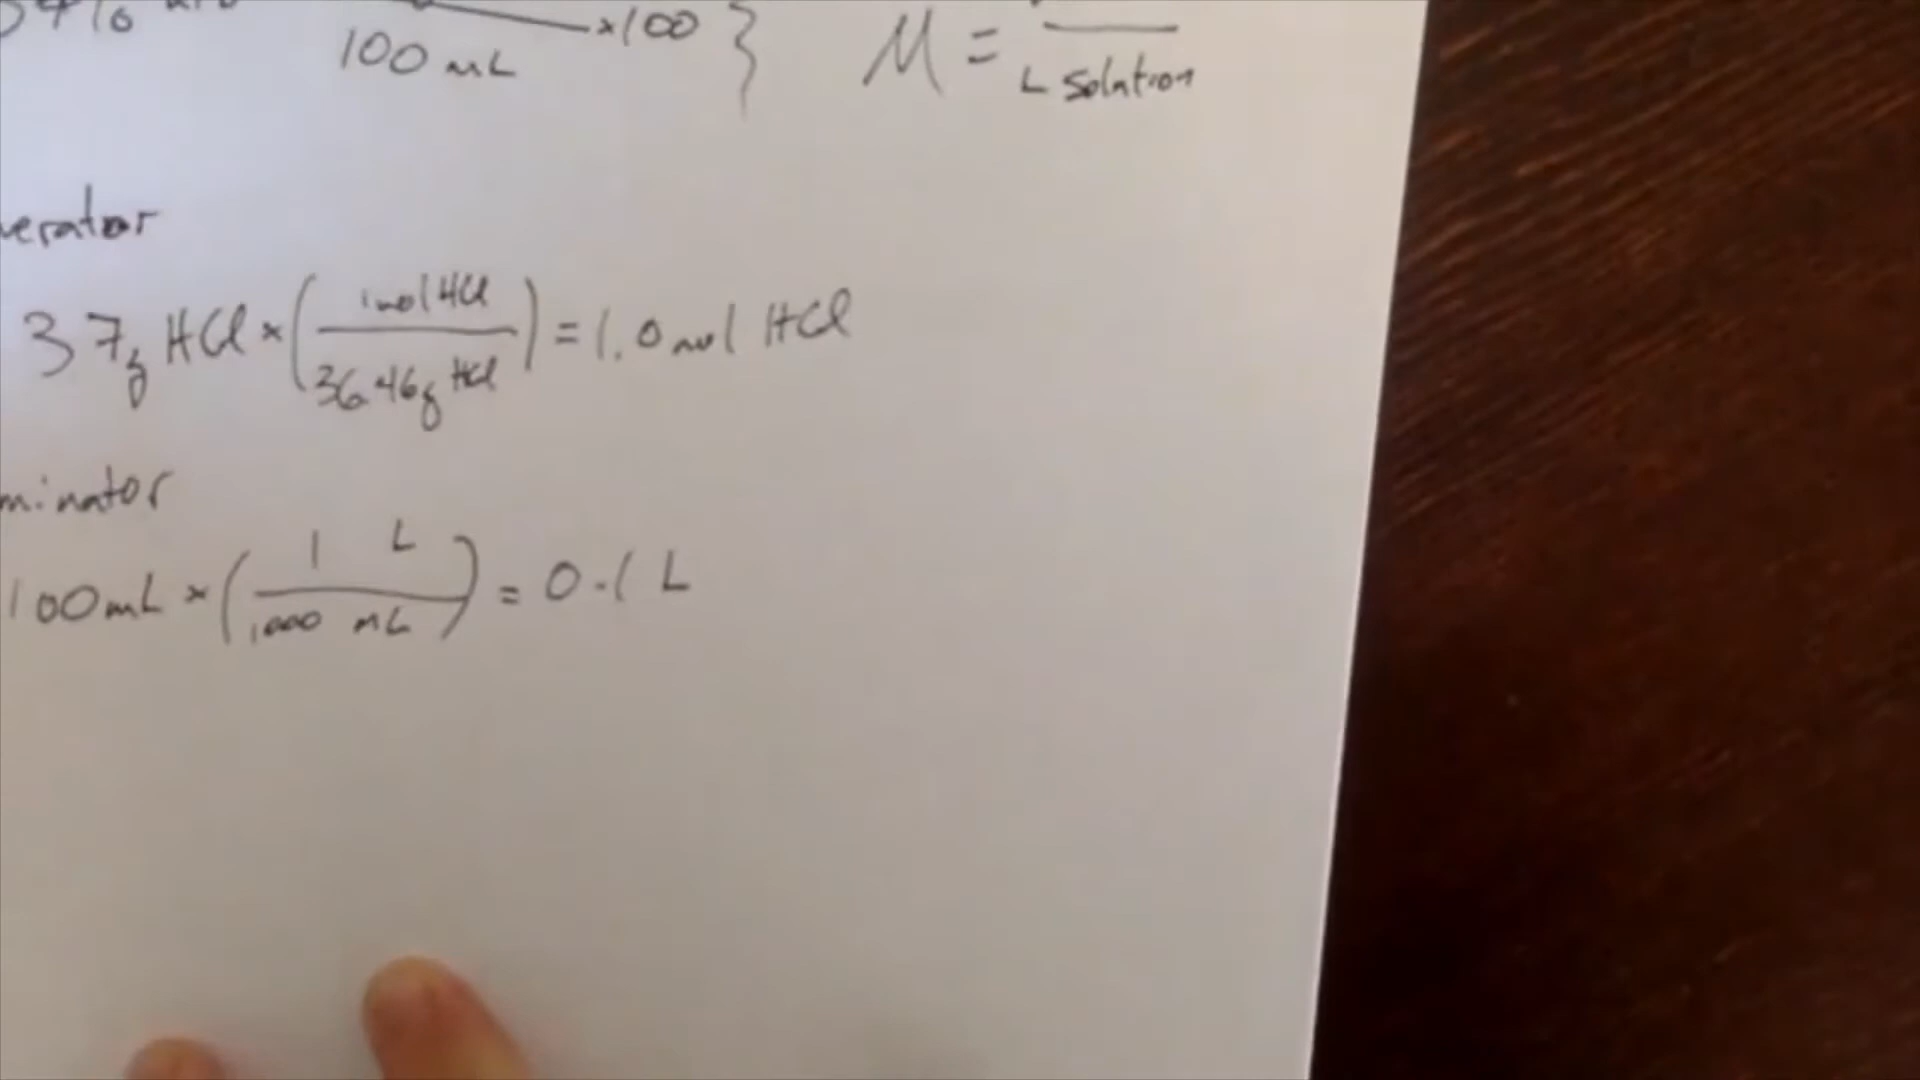 ×100
100 mL
M =
L Solution
erator
37g HCl × (1 mol HCl / 36.46g HCl) = 1.0 mol HCl
minator
100mL × (1 L / 1000 mL) = 0.1 L